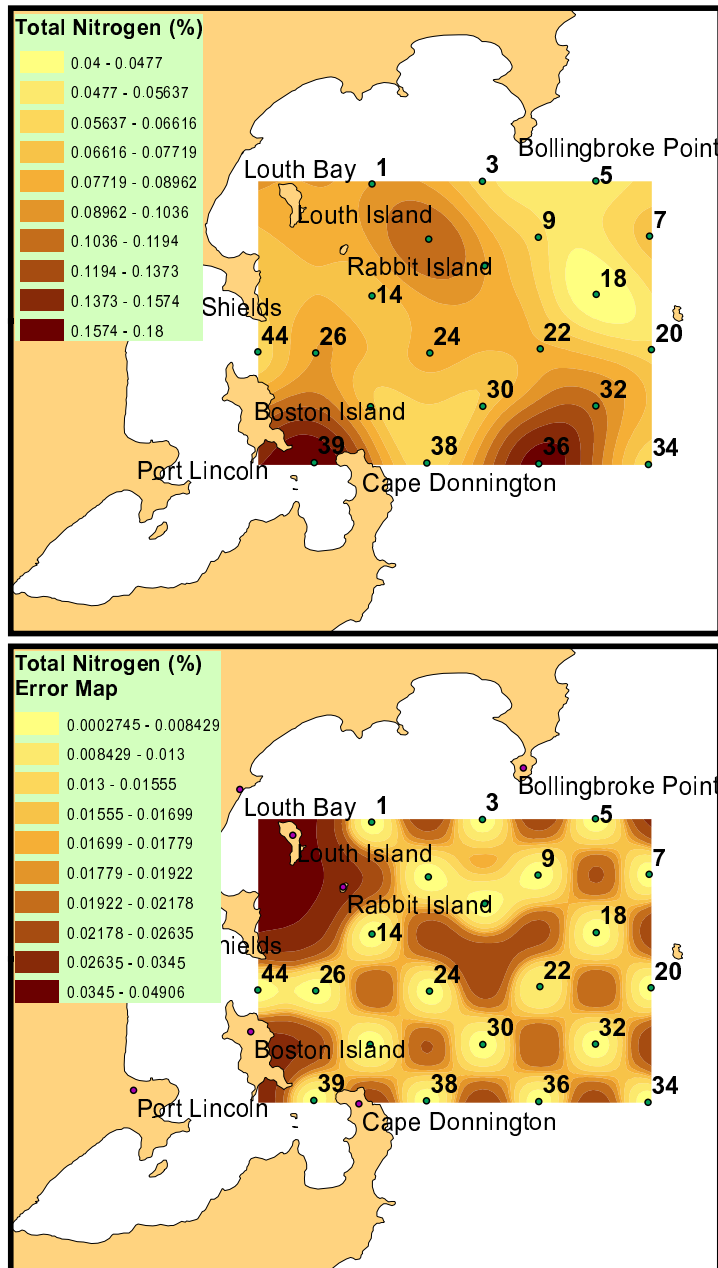 Total Nitrogen (%)
0.04 - 0.0477
0.0477 - 0.05637
0.05637 - 0.06616
0.06616 - 0.07719
0.07719 - 0.08962
0.08962 - 0.1036
0.1036 - 0.1194
0.1194 - 0.1373
0.1373 - 0.1574
0.1574 - 0.18
Bollingbroke Point
Louth Bay
1
3
5
Louth Island
9
7
Rabbit Island
18
14
Shields
44
26
24
22
20
30
32
Boston Island
39
38
36
34
Port Lincoln
Cape Donnington
Total Nitrogen (%)
Error Map
0.0002745 - 0.008429
0.008429 - 0.013
0.013 - 0.01555
0.01555 - 0.01699
0.01699 - 0.01779
0.01779 - 0.01922
0.01922 - 0.02178
0.02178 - 0.02635
0.02635 - 0.0345
0.0345 - 0.04906
Bollingbroke Point
Louth Bay
1
3
5
Louth Island
9
7
Rabbit Island
18
14
hields
44
26
24
22
20
30
32
Boston Island
39
38
36
34
Port Lincoln
Cape Donnington